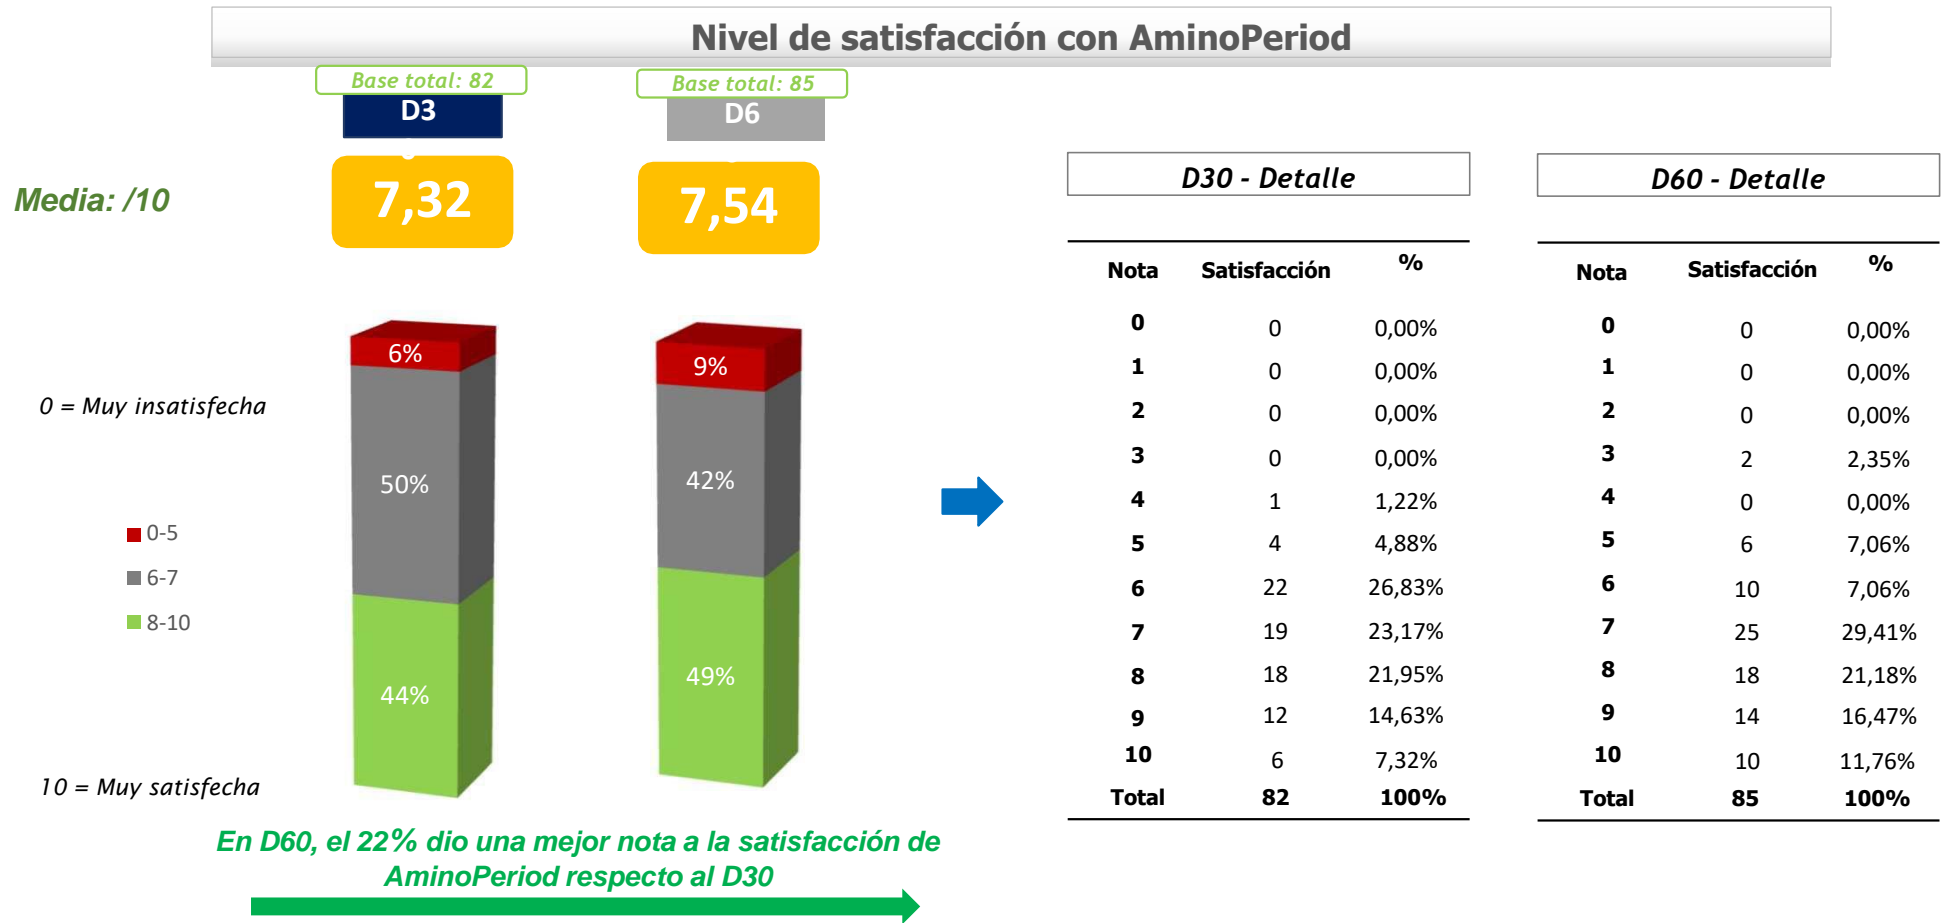 Nivel de satisfacción con AminoPeriod
Base total: 82
Base total: 85
D3
D6
Media: /10
7,32
7,54
0 = Muy insatisfecha
10 = Muy satisfecha
0-5
6-7
8-10
6%
50%
44%
9%
42%
49%
En D60, el 22% dio una mejor nota a la satisfacción de
AminoPeriod respecto al D30
D30 - Detalle
Nota Satisfacción %
0 0 0,00%
1 0 0,00%
2 0 0,00%
3 0 0,00%
4 1 1,22%
5 4 4,88%
6 22 26,83%
7 19 23,17%
8 18 21,95%
9 12 14,63%
10 6 7,32%
Total 82 100%
D60 - Detalle
Nota Satisfacción %
0 0 0,00%
1 0 0,00%
2 0 0,00%
3 2 2,35%
4 0 0,00%
5 6 7,06%
6 10 7,06%
7 25 29,41%
8 18 21,18%
9 14 16,47%
10 10 11,76%
Total 85 100%